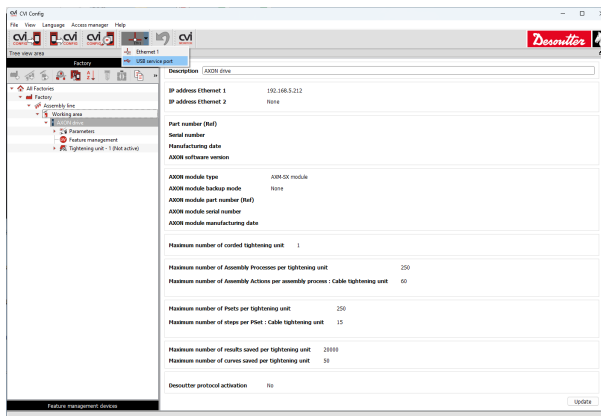 CVI Config
File View Language Access manager Help
CVI CONFIG CVI CONFIG CVI CONFIG CVI MONITOR
Desoutter
Ethernet 1
USB service port
Tree view area
Factory
All Factories
Factory
Assembly line
Working area
AXON drive
Parameters
Feature management
Tightening unit - 1 (Not active)
Feature management devices
Description AXON drive
IP address Ethernet 1 192.168.5.212
IP address Ethernet 2 None
Part number (Ref)
Serial number
Manufacturing date
AXON software version
AXON module type AXM-SX module
AXON module backup mode None
AXON module part number (Ref)
AXON module serial number
AXON module manufacturing date
Maximum number of corded tightening unit 1
Maximum number of Assembly Processes per tightening unit 250
Maximum number of Assembly Actions per assembly process : Cable tightening unit 60
Maximum number of Psets per tightening unit 250
Maximum number of steps per PSet : Cable tightening unit 15
Maximum number of results saved per tightening unit 20000
Maximum number of curves saved per tightening unit 50
Desoutter protocol activation No
Update